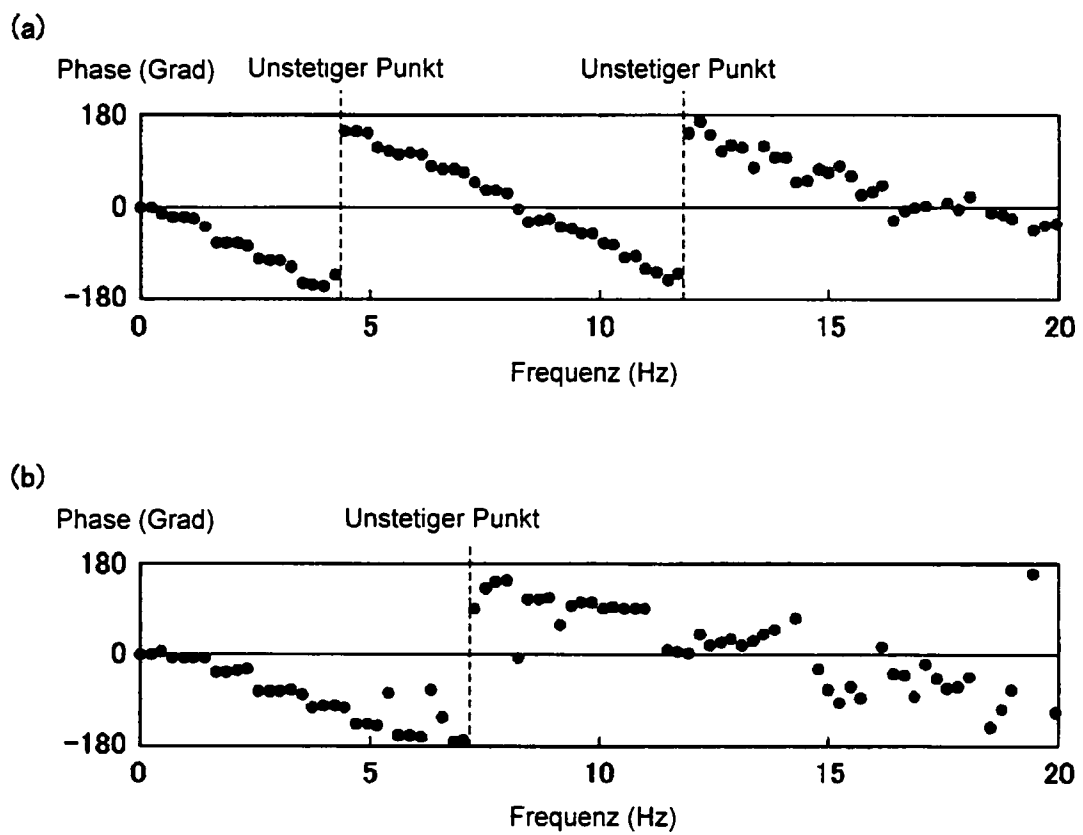 (a)
Phase (Grad) Unstetiger Punkt Unstetiger Punkt
180
0
-180
0 5 10 15 20
Frequenz (Hz)
(b)
Phase (Grad) Unstetiger Punkt
180
0
-180
0 5 10 15 20
Frequenz (Hz)